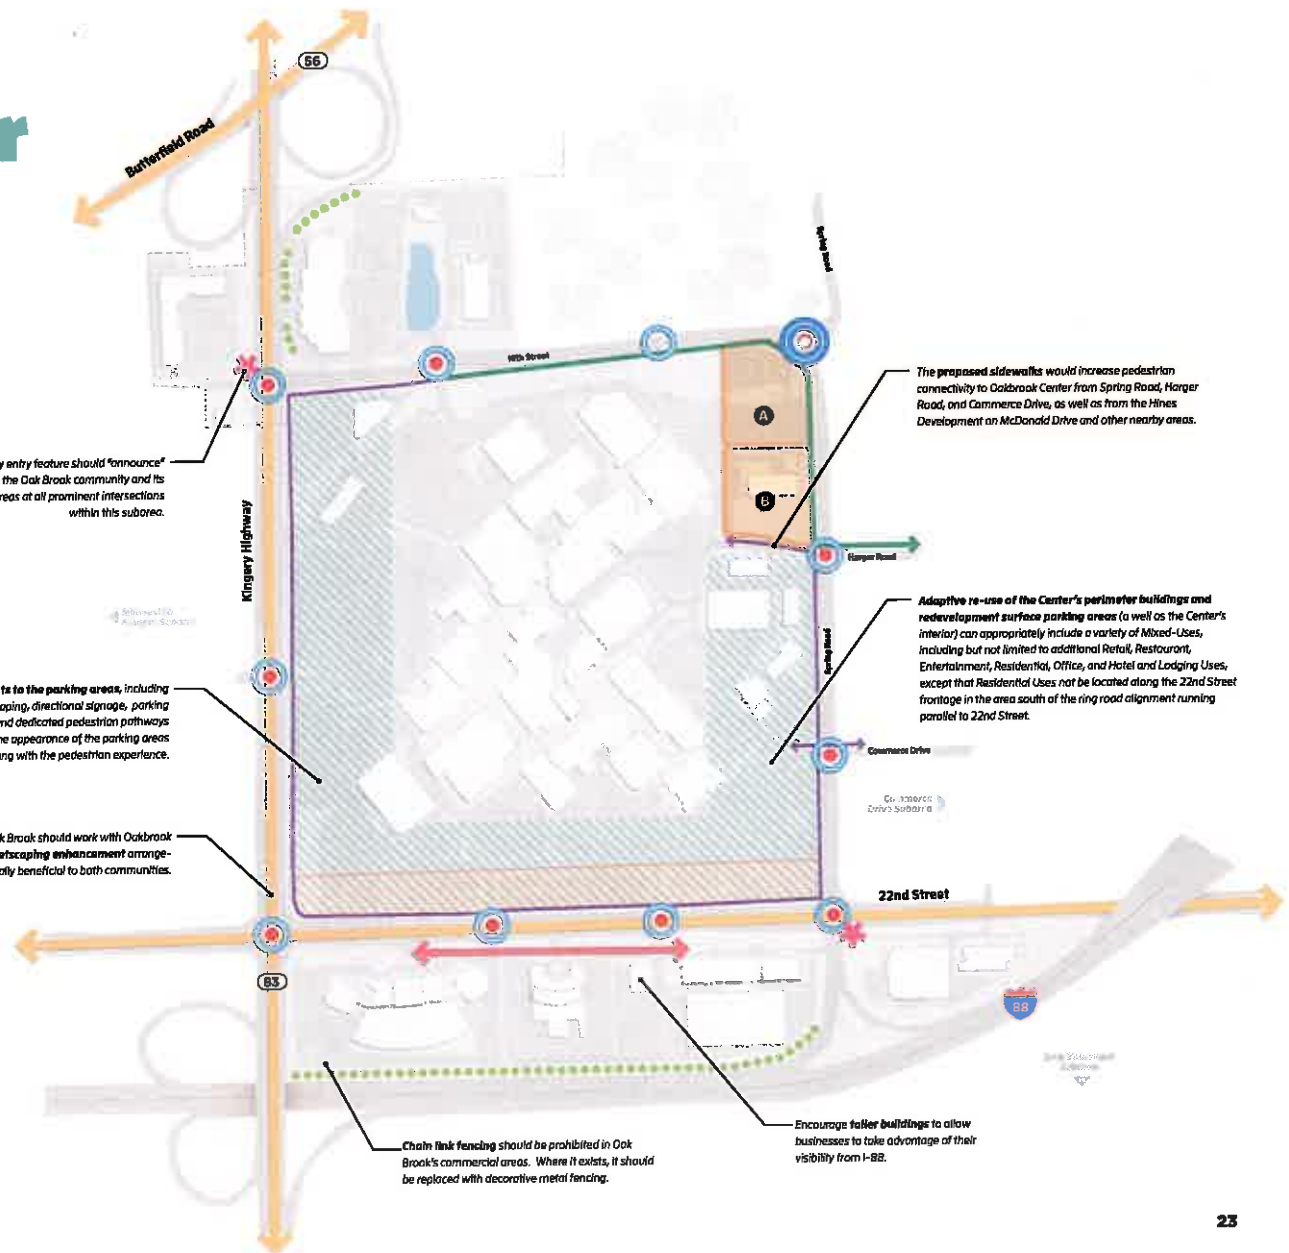 r
56
Butterfield Road
Spring Road
16th Street
The proposed sidewalks would increase pedestrian
connectivity to Oakbrook Center from Spring Road, Harger
Road, and Commerce Drive, as well as from the Hines
Development on McDonald Drive and other nearby areas.
A
B
y entry feature should "announce"
the Oak Brook community and its
reas at all prominent intersections
within this subarea.
Kingery Highway
Harger Road
Adaptive re-use of the Center's perimeter buildings and
redevelopment surface parking areas (a well as the Center's
interior) can appropriately include a variety of Mixed-Uses,
including but not limited to additional Retail, Restaurant,
Entertainment, Residential, Office, and Hotel and Lodging Uses,
except that Residential Uses not be located along the 22nd Street
frontage in the area south of the ring road alignment running
parallel to 22nd Street.
Spring Road
ts to the parking areas, including
aping, directional signage, parking
nd dedicated pedestrian pathways
ne appearance of the parking areas
ong with the pedestrian experience.
Commerce Drive
Commerce
Drive Subarea
k Brook should work with Oakbrook
etscaping enhancement arrange-
ally beneficial to both communities.
22nd Street
83
88
Chain link fencing should be prohibited in Oak
Brook's commercial areas. Where it exists, it should
be replaced with decorative metal fencing.
Encourage taller buildings to allow
businesses to take advantage of their
visibility from I-88.
23